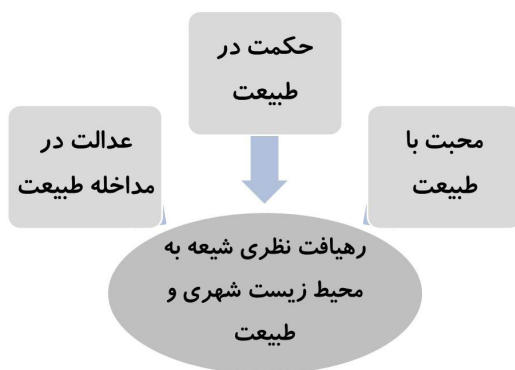 حکمت در
طبیعت
محبت با
طبیعت
عدالت در
مداخله طبیعت
رهیافت نظری شیعه به
محیط زیست شهری و
طبیعت